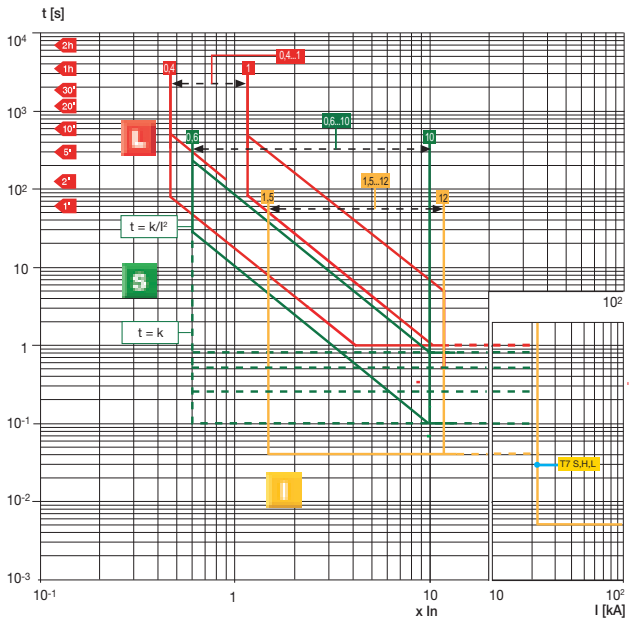 t [s]
10⁴
2h
1h
30'
20'
10'
5'
2'
1'
10³
10²
10
1
10⁻¹
10⁻²
10⁻³
0,4
0,4...1
1
L
0,6
0,6...10
10
1,5
1,5...12
12
t = k/I²
S
t = k
I
10²
T7 S,H,L
10⁻¹
1
10
10
10²
x In
I [kA]